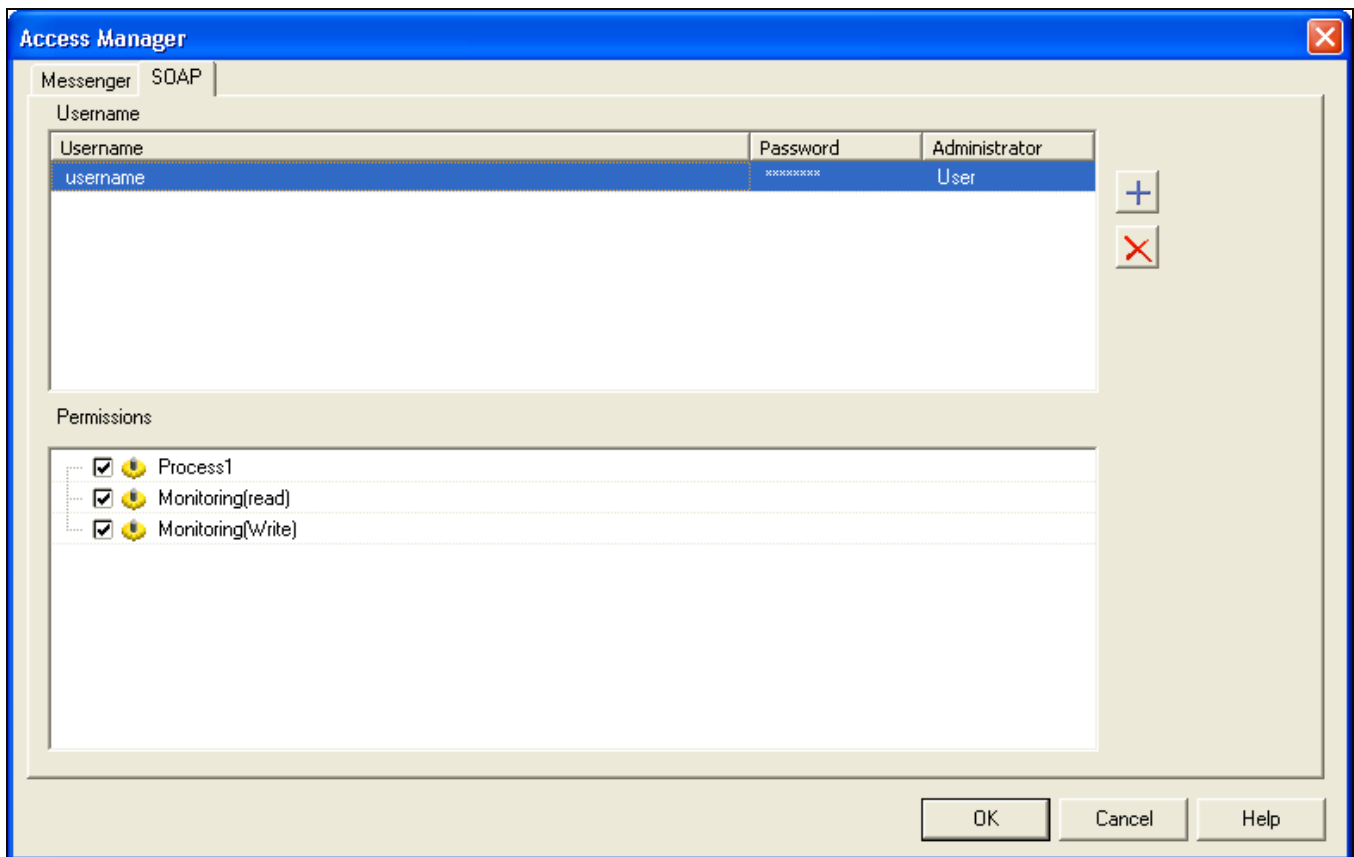 Access Manager
Messenger SOAP
Username
Username Password Administrator
username ******** User
Permissions
Process1
Monitoring(read)
Monitoring(Write)
OK Cancel Help